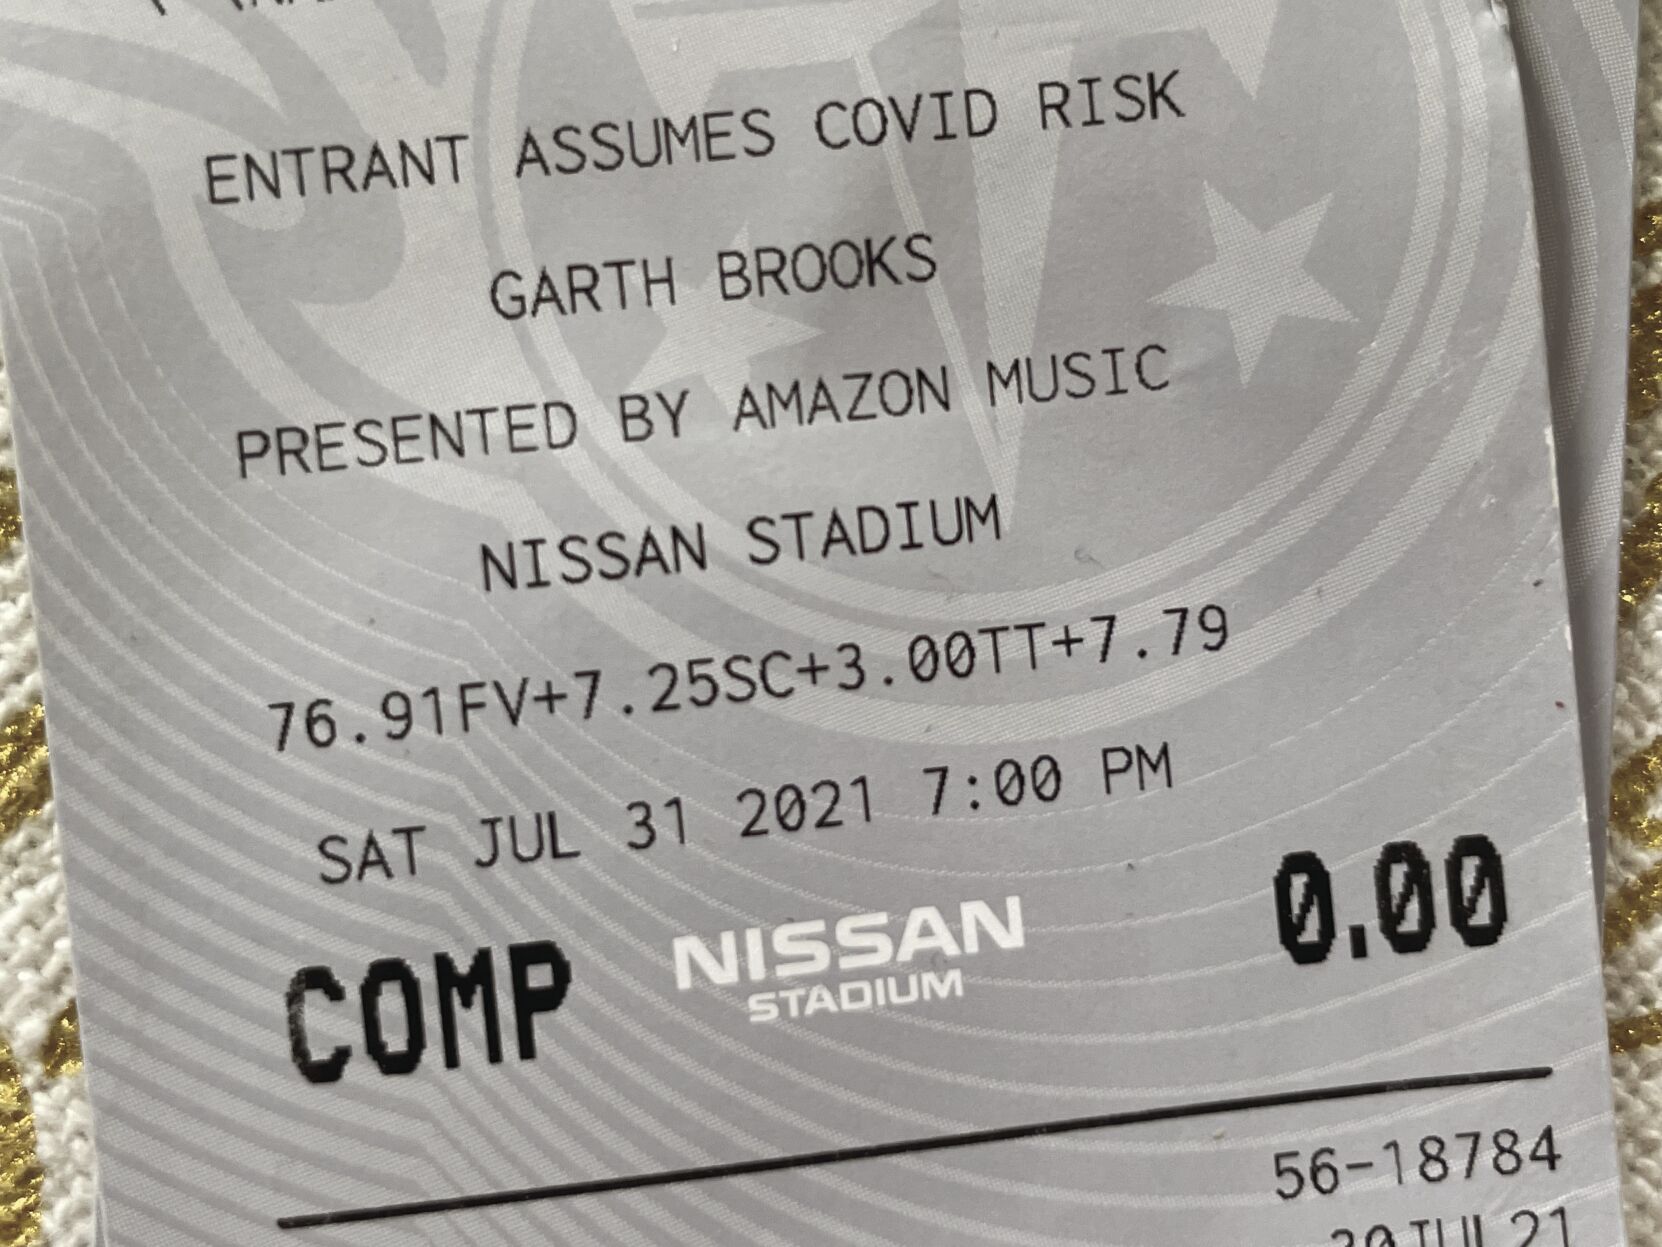 ENTRANT ASSUMES COVID RISK
GARTH BROOKS
PRESENTED BY AMAZON MUSIC
NISSAN STADIUM
76.91FV+7.25SC+3.00TT+7.79
SAT JUL 31 2021 7:00 PM
COMP NISSAN STADIUM 0.00
56-18784
JUL21